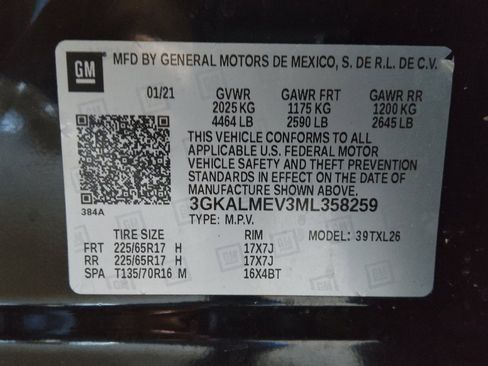 GM
MFD BY GENERAL MOTORS DE MEXICO, S. DE R.L. DE C.V.
01/21 GVWR GAWR FRT GAWR RR
2025 KG 1175 KG 1200 KG
4464 LB 2590 LB 2645 LB
THIS VEHICLE CONFORMS TO ALL
APPLICABLE U.S. FEDERAL MOTOR
VEHICLE SAFETY AND THEFT PREVENTION
STANDARDS IN EFFECT ON THE DATE OF
MANUFACTURE SHOWN ABOVE.
384A
3GKALMEV3ML358259
TYPE: M.P.V.
TIRE SIZE RIM MODEL: 39TXL26
FRT 225/65R17 H 17X7J
RR 225/65R17 H 17X7J
SPA T135/70R16 M 16X4BT